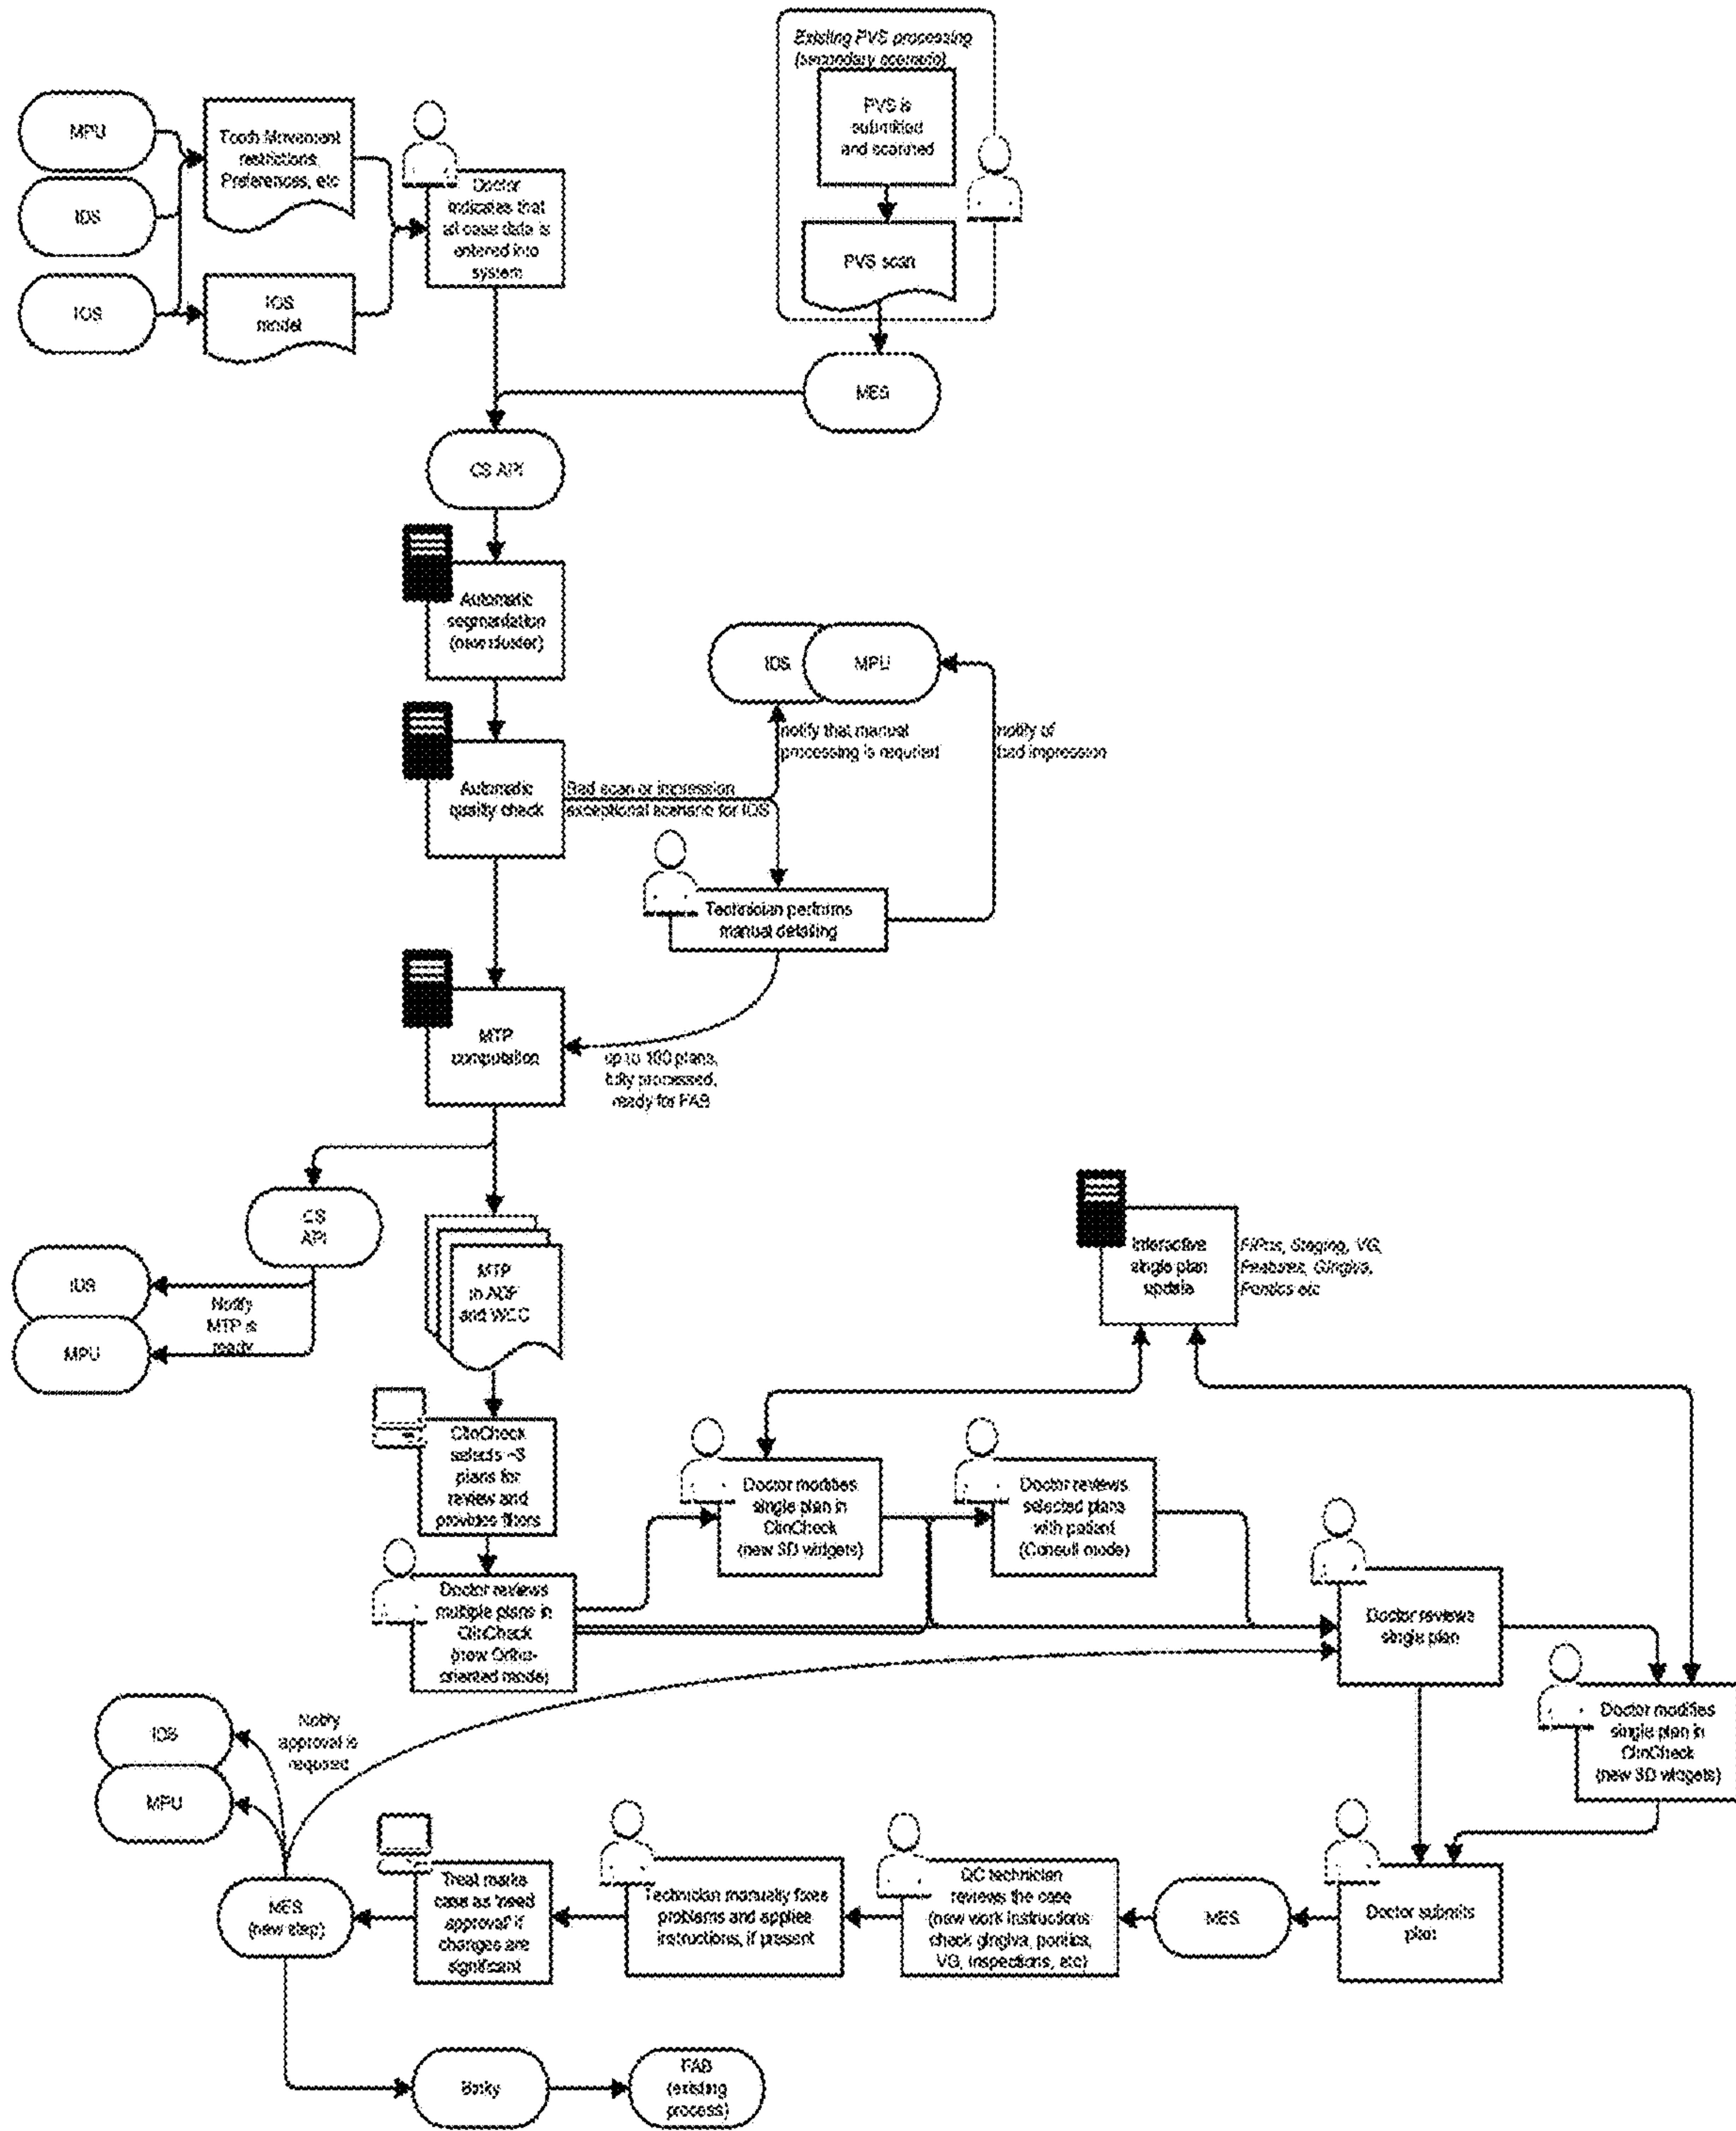 Existing PVS processing
(secondary scenario)
PVS is
submitted
and scanned
PVS scan
MES
MPU
IDS
IOS
Tooth Movement
restrictions,
Preferences, etc
IOS
model
Doctor
indicates that
all case data is
entered into
system
CS API
Automatic
segmantation
(new cluster)
IDS
MPU
notify that manual
processing is requried
notify of
bad impression
Automatic
quality check
Bad scan or impression
exceptional scenario for IOS
Technician performs
manual detailing
MTP
computation
up to 180 plans,
fully processed,
ready for FAB
CS
API
IDS
MPU
Notify
MTP is
ready
MTP
in ADF
and WCC
Interactive
single plan
update
FiPos, Staging, VG,
Features, Gingiva,
Pontics etc
ClinCheck
selects ~8
plans for
review and
provides filters
Doctor modifies
single plan in
ClinCheck
(new 3D widgets)
Doctor reviews
selected plans
with patient
(Consult mode)
Doctor reviews
multiple plans in
ClinCheck
(new Ortho-
oriented mode)
Doctor reviews
single plan
Doctor modifies
single plan in
ClinCheck
(new 3D widgets)
IDS
MPU
Notify
approval is
required
MES
(new step)
Treat marks
case as 'need
approval' if
changes are
significant
Technician manually fixes
problems and applies
instructions, if present
QC technician
reviews the case
(new work instructions
check gingiva, pontics,
VG, inspections, etc)
MES
Doctor submits
plan
Binky
FAB
(existing
process)